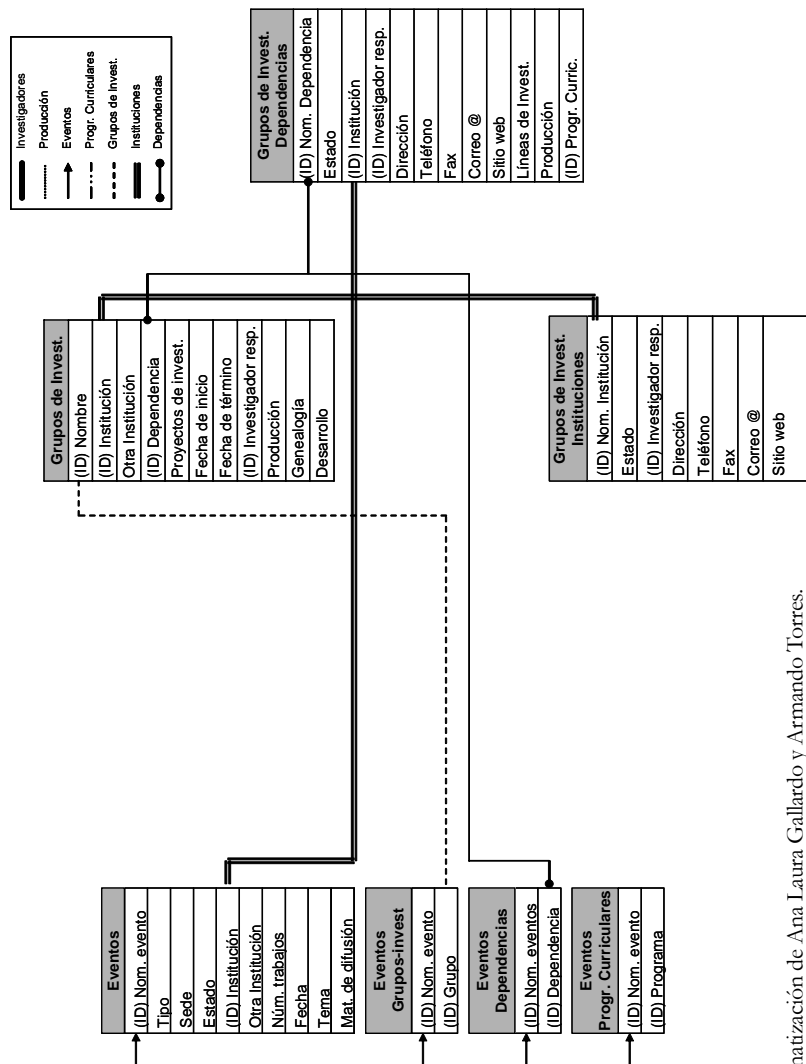 Investigadores
Producción
Eventos
Progr. Currículares
Grupos de Invest.
Instituciones
Dependencias
Grupos de Invest.
Dependencias
(ID) Nom. Dependencia
Estado
(ID) Institución
(ID) Investigador resp.
Dirección
Teléfono
Fax
Correo @
Sitio web
Líneas de Invest.
Producción
(ID) Progr. Curric.
Grupos de Invest.
(ID) Nombre
(ID) Institución
Otra Institución
(ID) Dependencia
Proyectos de invest.
Fecha de inicio
Fecha de término
(ID) Investigador resp.
Producción
Genealogía
Desarrollo
Grupos de Invest.
Instituciones
(ID) Nom. Institución
Estado
(ID) Investigador resp.
Dirección
Teléfono
Fax
Correo @
Sitio web
Eventos
(ID) Nom. evento
Tipo
Sede
Estado
(ID) Institución
Otra Institución
Núm. trabajos
Fecha
Tema
Mat. de difusión
Eventos
Grupos-invest
(ID) Nom. evento
(ID) Grupo
Eventos
Dependencias
(ID) Nom. eventos
(ID) Dependencia
Eventos
Progr. Curriculares
(ID) Nom. evento
(ID) Programa
matización de Ana Laura Gallardo y Armando Torres.